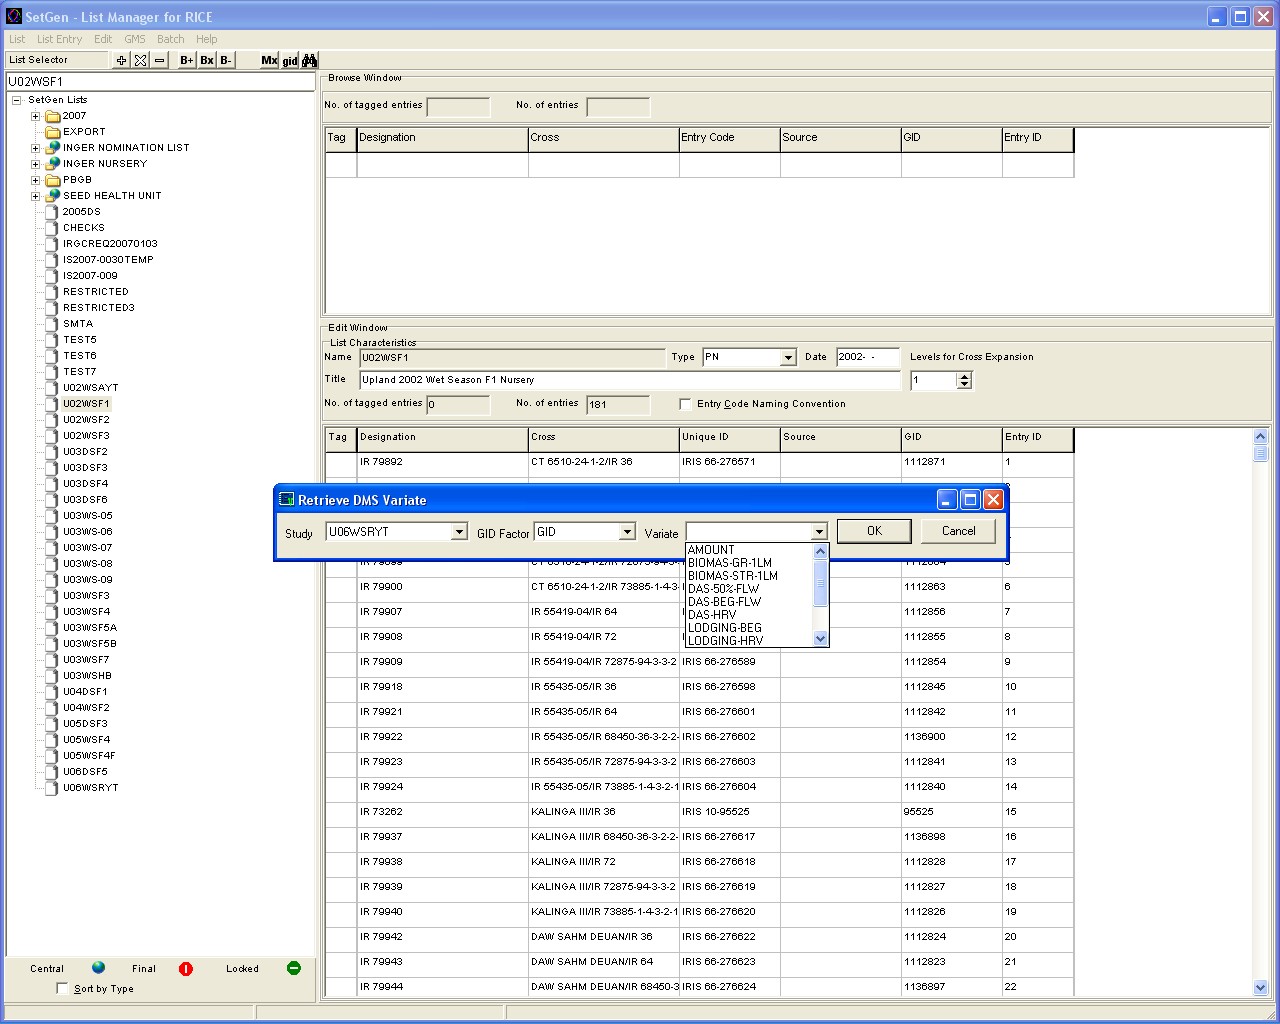 SetGen - List Manager for RICE
List List Entry Edit GMS Batch Help
List Selector B+ Bx B- Mx gid
U02WSF1
SetGen Lists
2007
EXPORT
INGER NOMINATION LIST
INGER NURSERY
PBGB
SEED HEALTH UNIT
2005DS
CHECKS
IRGCREQ20070103
IS2007-0030TEMP
IS2007-009
RESTRICTED
RESTRICTED3
SMTA
TEST5
TEST6
TEST7
U02WSAYT
U02WSF1
U02WSF2
U02WSF3
U03DSF2
U03DSF3
U03DSF4
U03DSF6
U03WS-05
U03WS-06
U03WS-07
U03WS-08
U03WS-09
U03WSF3
U03WSF4
U03WSF5A
U03WSF5B
U03WSF7
U03WSHB
U04DSF1
U04WSF2
U05DSF3
U05WSF4
U05WSF4F
U06DSF5
U06WSRYT
Central Final Locked
Sort by Type
Browse Window
No. of tagged entries No. of entries
Tag Designation Cross Entry Code Source GID Entry ID
Edit Window
List Characteristics
Name U02WSF1 Type PN Date 2002- - Levels for Cross Expansion
Title Upland 2002 Wet Season F1 Nursery 1
No. of tagged entries 0 No. of entries 181 Entry Code Naming Convention
Tag Designation Cross Unique ID Source GID Entry ID
IR 79892 CT 6510-24-1-2/IR 36 IRIS 66-276571 1112871 1
Retrieve DMS Variate
Study U06WSRYT GID Factor GID Variate OK Cancel
AMOUNT
BIOMAS-GR-1LM
BIOMAS-STR-1LM
DAS-50%-FLW
DAS-BEG-FLW
DAS-HRV
LODGING-BEG
LODGING-HRV
IR 79900 CT 6510-24-1-2/IR 73885-1-4-3- 1112863 6
IR 79907 IR 55419-04/IR 64 1112856 7
IR 79908 IR 55419-04/IR 72 1112855 8
IR 79909 IR 55419-04/IR 72875-94-3-3-2 IRIS 66-276589 1112854 9
IR 79918 IR 55435-05/IR 36 IRIS 66-276598 1112845 10
IR 79921 IR 55435-05/IR 64 IRIS 66-276601 1112842 11
IR 79922 IR 55435-05/IR 68450-36-3-2-2- IRIS 66-276602 1136900 12
IR 79923 IR 55435-05/IR 72875-94-3-3-2 IRIS 66-276603 1112841 13
IR 79924 IR 55435-05/IR 73885-1-4-3-2-1 IRIS 66-276604 1112840 14
IR 73262 KALINGA III/IR 36 IRIS 10-95525 95525 15
IR 79937 KALINGA III/IR 68450-36-3-2-2- IRIS 66-276617 1136898 16
IR 79938 KALINGA III/IR 72 IRIS 66-276618 1112828 17
IR 79939 KALINGA III/IR 72875-94-3-3-2 IRIS 66-276619 1112827 18
IR 79940 KALINGA III/IR 73885-1-4-3-2-1 IRIS 66-276620 1112826 19
IR 79942 DAW SAHM DEUAN/IR 36 IRIS 66-276622 1112824 20
IR 79943 DAW SAHM DEUAN/IR 64 IRIS 66-276623 1112823 21
IR 79944 DAW SAHM DEUAN/IR 68450-3 IRIS 66-276624 1136897 22